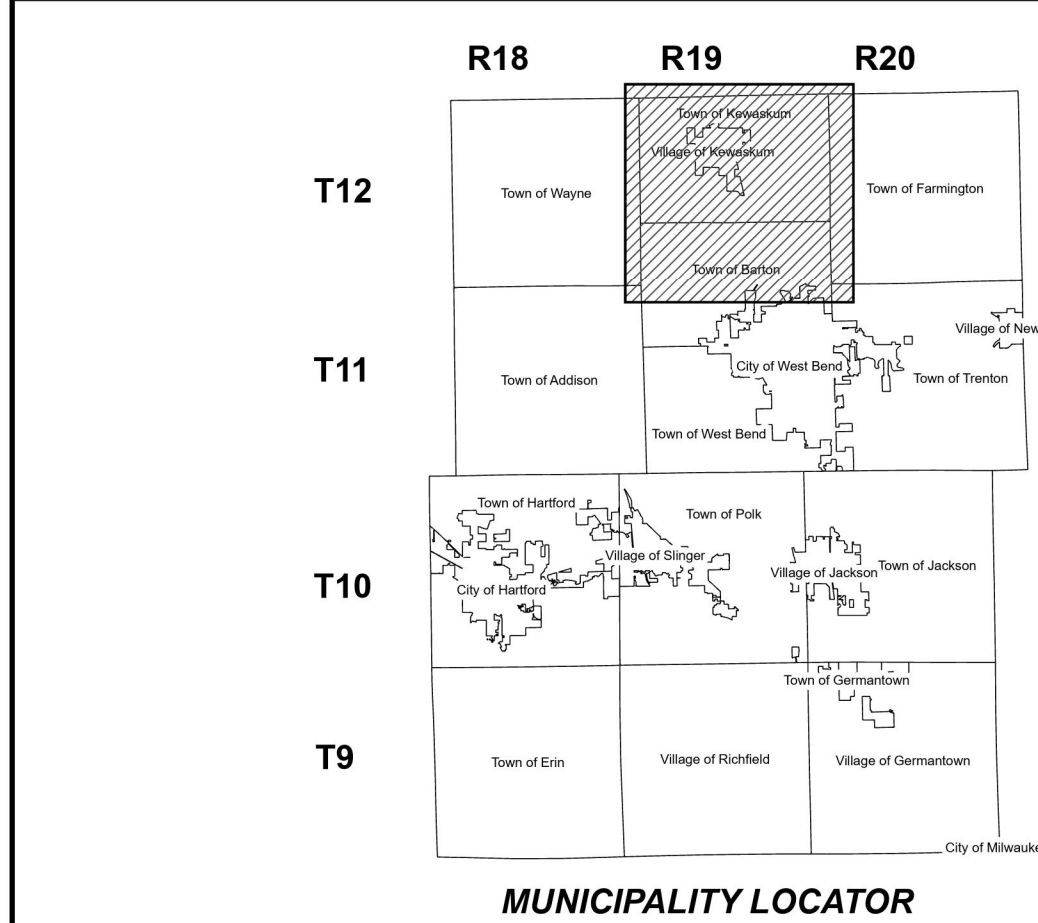 R18 R19 R20
Town of Kewaskum
Village of Kewaskum
T12
Town of Wayne
Town of Farmington
Town of Barton
Village of New
T11
City of West Bend
Town of Addison
Town of Trenton
Town of West Bend
Town of Hartford
Town of Polk
Village of Slinger
Town of Jackson
Village of Jackson
T10
City of Hartford
Town of Germantown
T9
Town of Erin
Village of Richfield
Village of Germantown
City of Milwauke
MUNICIPALITY LOCATOR